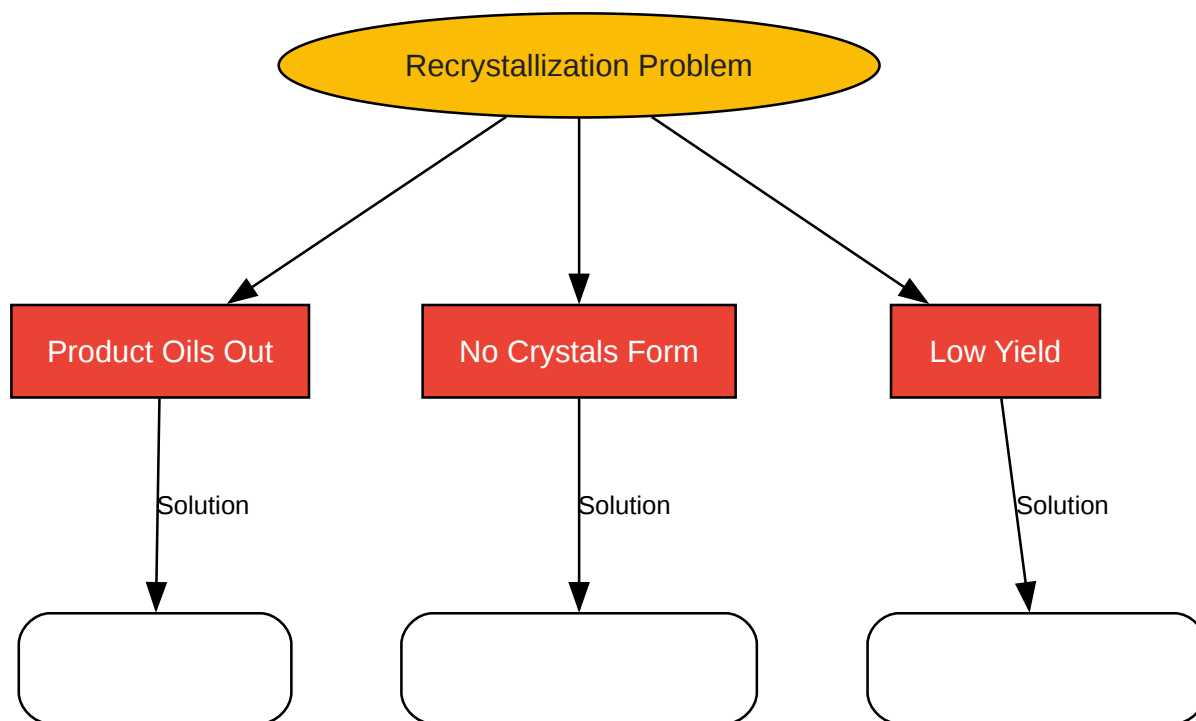 Recrystallization Problem
Product Oils Out
No Crystals Form
Low Yield
Solution
Solution
Solution